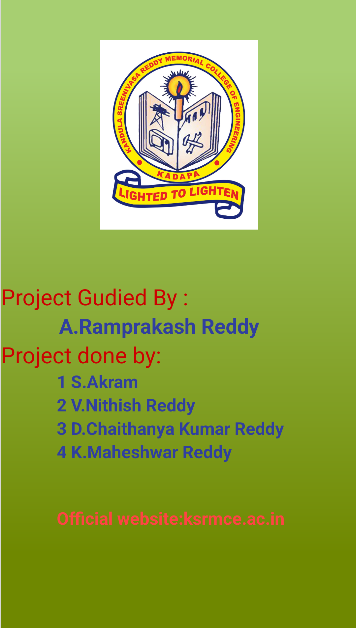 KANDULA SREENIVASA REDDY MEMORIAL COLLEGE OF ENGINEERING
KADAPA
LIGHTED TO LIGHTEN
Project Gudied By :
A.Ramprakash Reddy
Project done by:
1 S.Akram
2 V.Nithish Reddy
3 D.Chaithanya Kumar Reddy
4 K.Maheshwar Reddy
Official website:ksrmce.ac.in